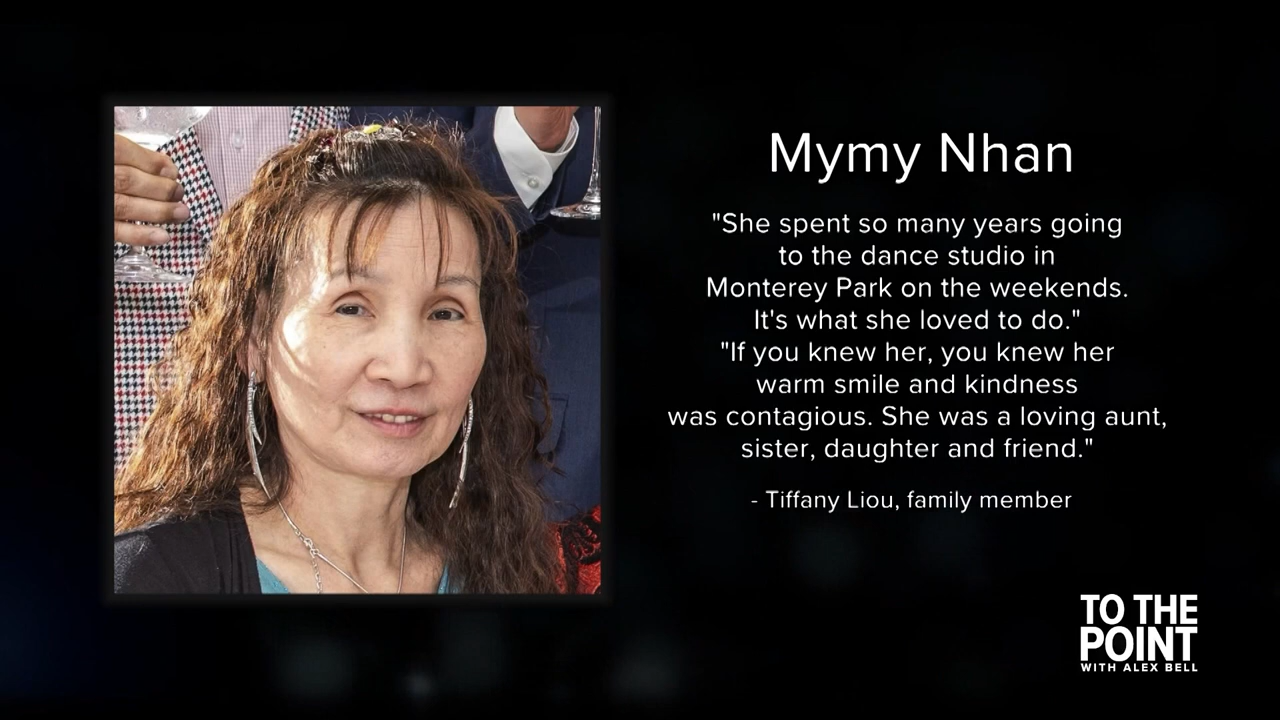 Mymy Nhan
"She spent so many years going
to the dance studio in
Monterey Park on the weekends.
It's what she loved to do."
"If you knew her, you knew her
warm smile and kindness
was contagious. She was a loving aunt,
sister, daughter and friend."
- Tiffany Liou, family member
TO THE
POINT
WITH ALEX BELL